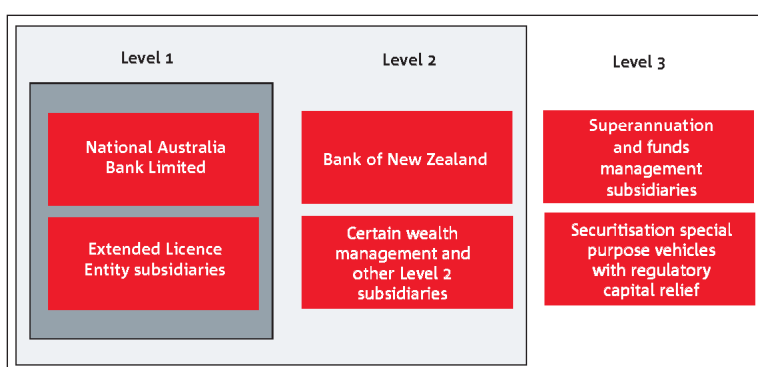 Level 1
National Australia
Bank Limited
Extended Licence
Entity subsidiaries
Level 2
Bank of New Zealand
Certain wealth
management and
other Level 2
subsidiaries
Level 3
Superannuation
and funds
management
subsidiaries
Securitisation special
purpose vehicles
with regulatory
capital relief